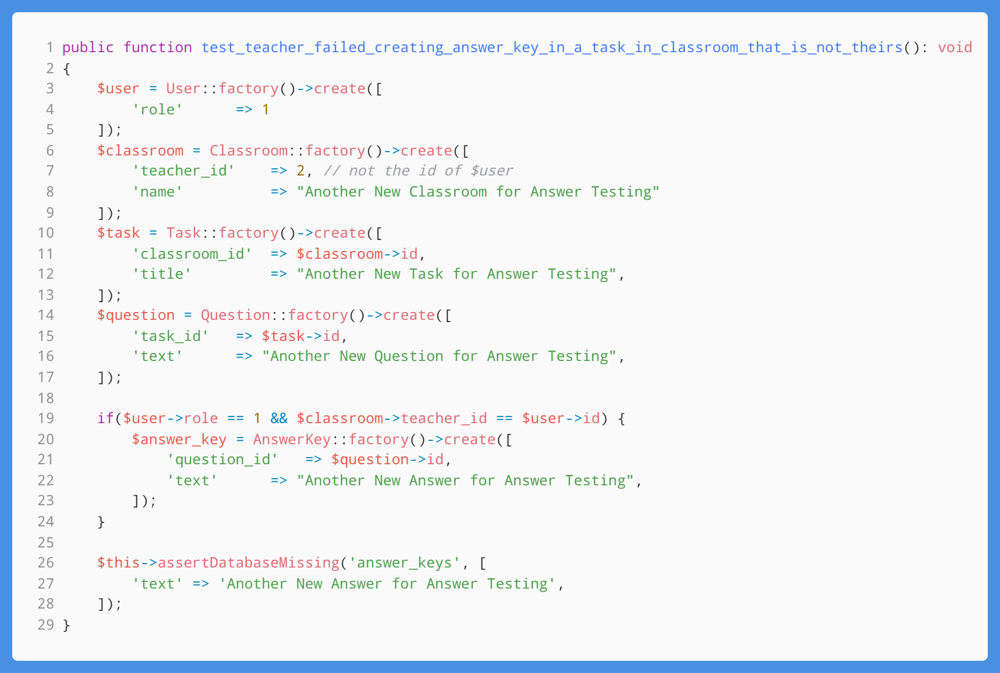 1 public function test_teacher_failed_creating_answer_key_in_a_task_in_classroom_that_is_not_theirs(): void
2 {
3     $user = User::factory()->create([
4         'role'      => 1
5     ]);
6     $classroom = Classroom::factory()->create([
7         'teacher_id'    => 2, // not the id of $user
8         'name'          => "Another New Classroom for Answer Testing"
9     ]);
10     $task = Task::factory()->create([
11         'classroom_id'  => $classroom->id,
12         'title'         => "Another New Task for Answer Testing",
13     ]);
14     $question = Question::factory()->create([
15         'task_id'   => $task->id,
16         'text'      => "Another New Question for Answer Testing",
17     ]);
18
19     if($user->role == 1 && $classroom->teacher_id == $user->id) {
20         $answer_key = AnswerKey::factory()->create([
21             'question_id'   => $question->id,
22             'text'      => "Another New Answer for Answer Testing",
23         ]);
24     }
25
26     $this->assertDatabaseMissing('answer_keys', [
27         'text' => 'Another New Answer for Answer Testing',
28     ]);
29 }